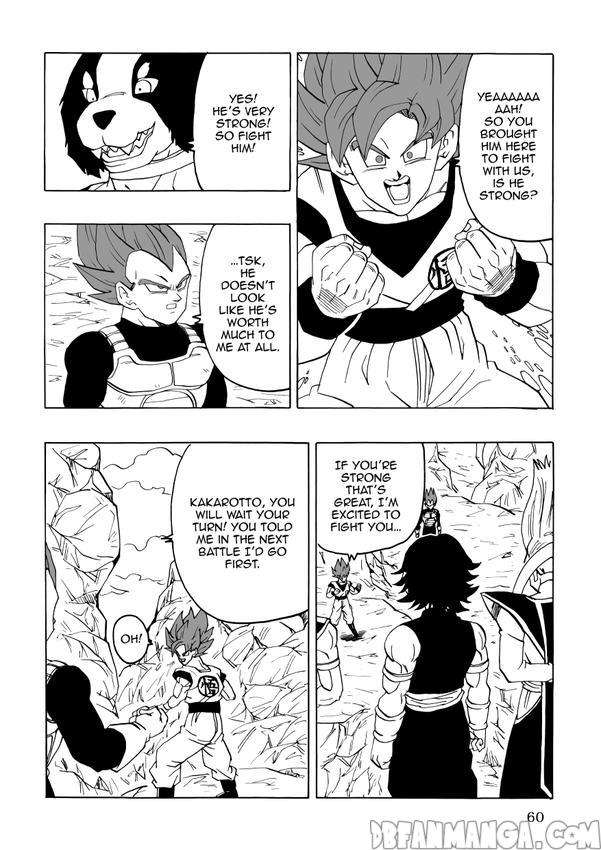 YEAAAAAA
AAH!
SO YOU
BROUGHT
HIM HERE
TO FIGHT
WITH US,
IS HE
STRONG?
悟
YES!
HE'S VERY
STRONG!
SO FIGHT
HIM!
...TSK,
HE
DOESN'T
LOOK
LIKE HE'S
WORTH
MUCH TO
ME AT ALL.
IF YOU'RE
STRONG
THAT'S
GREAT, I'M
EXCITED TO
FIGHT YOU...
KAKAROTTO, YOU
WILL WAIT YOUR
TURN! YOU TOLD
ME IN THE NEXT
BATTLE I'D GO
FIRST.
OH!
悟
60
DBFANMANGA.COM